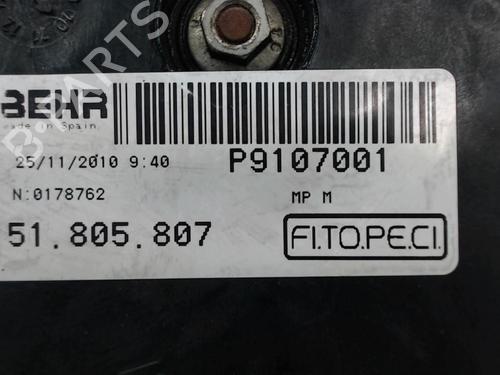 BEHR
Made in Spain
25/11/2010 9:40
P9107001
N:0178762
MP M
51.805.807
FI.TO.PE.CI.